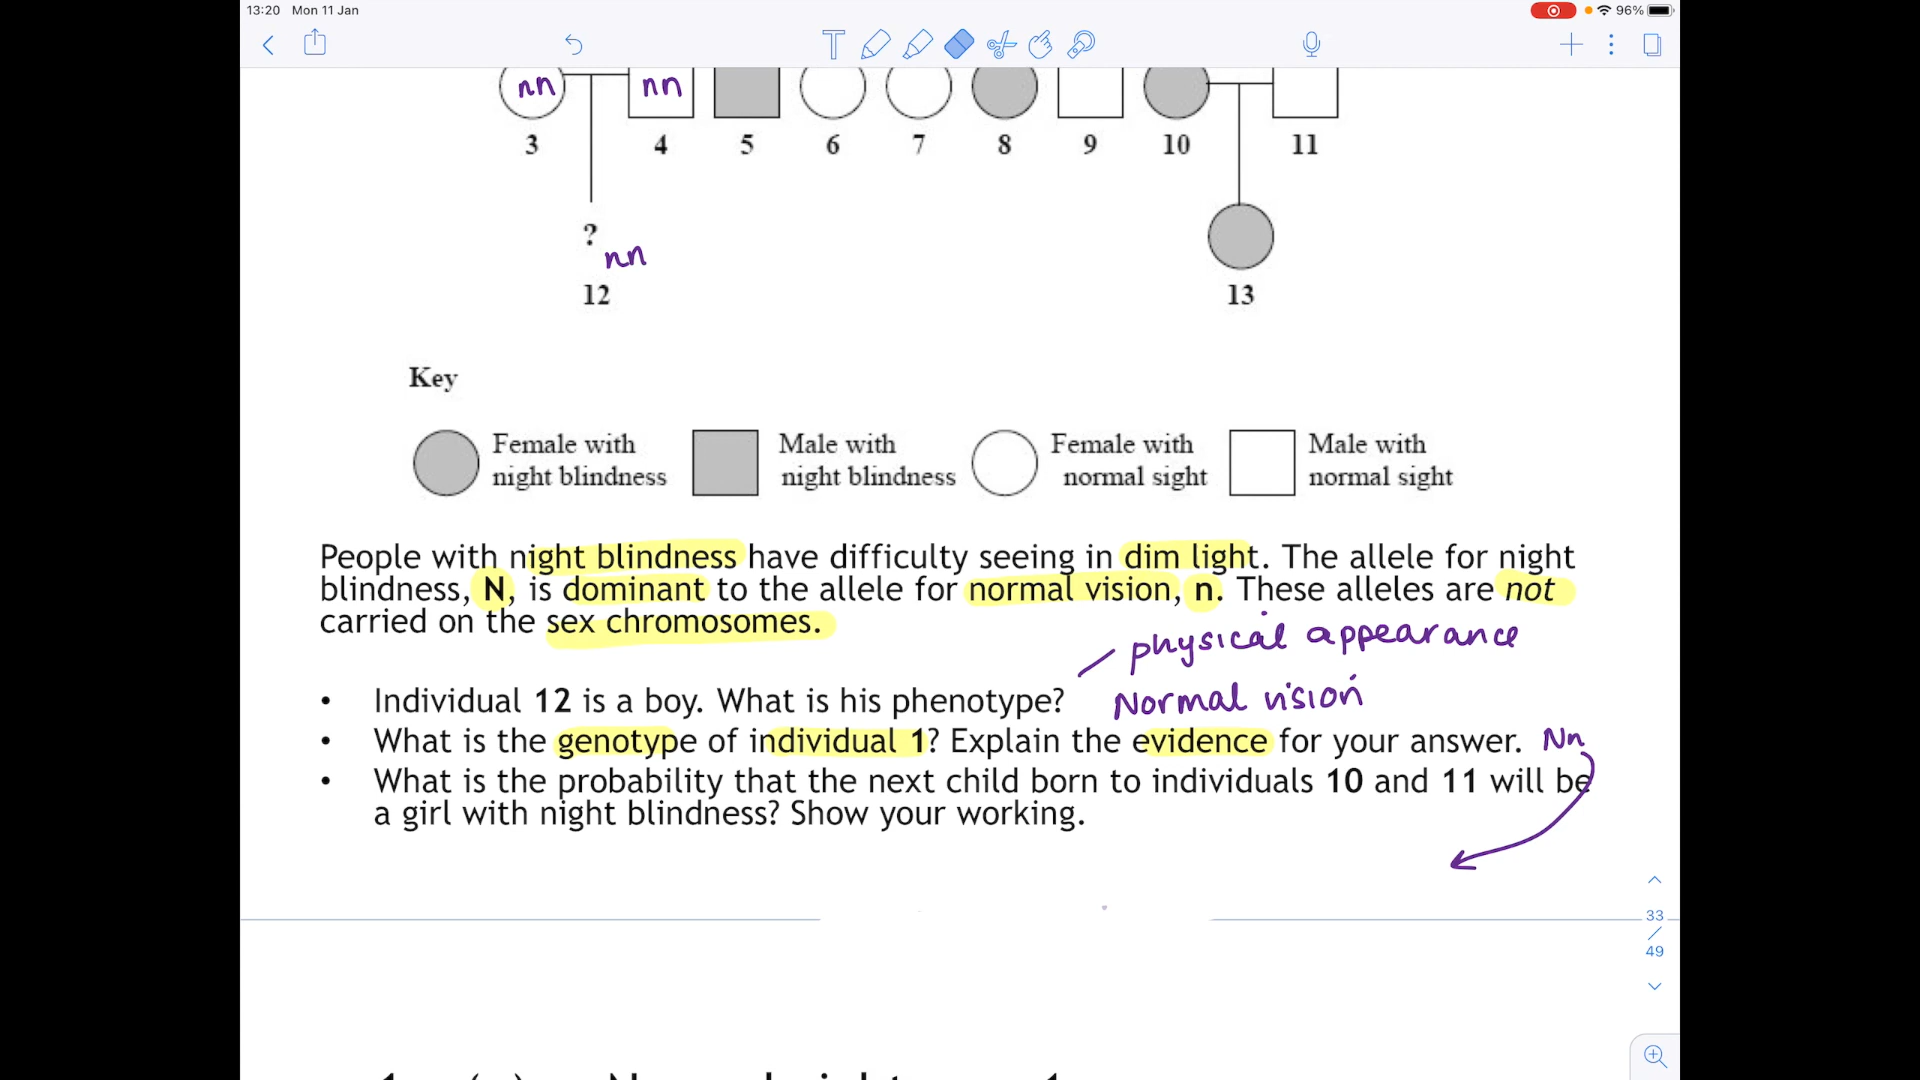 13:20 Mon 11 Jan
96%
T
nn nn
3 4 5 6 7 8 9 10 11
?
nn
12 13
Key
Female with night blindness
Male with night blindness
Female with normal sight
Male with normal sight
People with night blindness have difficulty seeing in dim light. The allele for night
blindness, N, is dominant to the allele for normal vision, n. These alleles are not
carried on the sex chromosomes.
physical appearance
• Individual 12 is a boy. What is his phenotype? Normal vision
• What is the genotype of individual 1? Explain the evidence for your answer. Nn
• What is the probability that the next child born to individuals 10 and 11 will be
a girl with night blindness? Show your working.
33
49